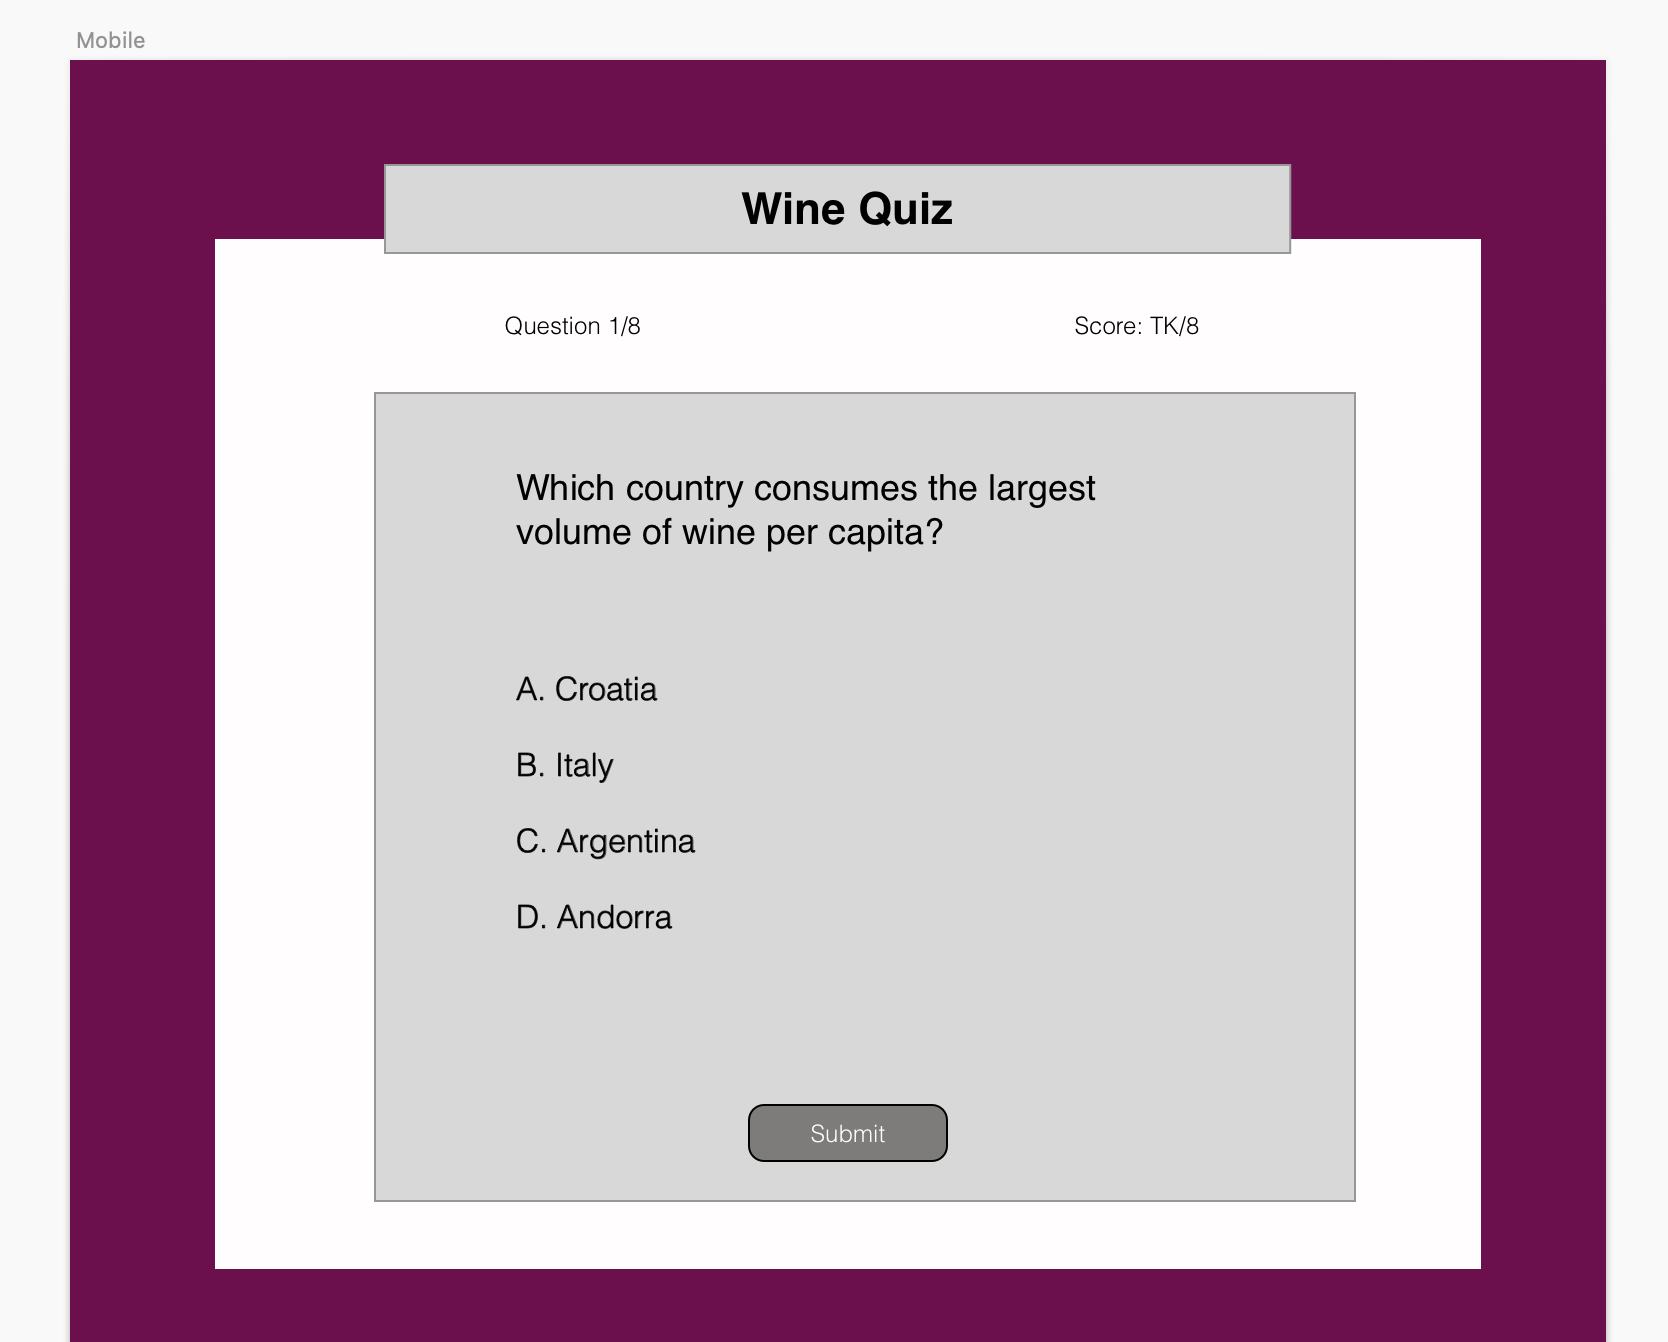 Mobile
Wine Quiz
Question 1/8
Score: TK/8
Which country consumes the largest
volume of wine per capita?
A. Croatia
B. Italy
C. Argentina
D. Andorra
Submit